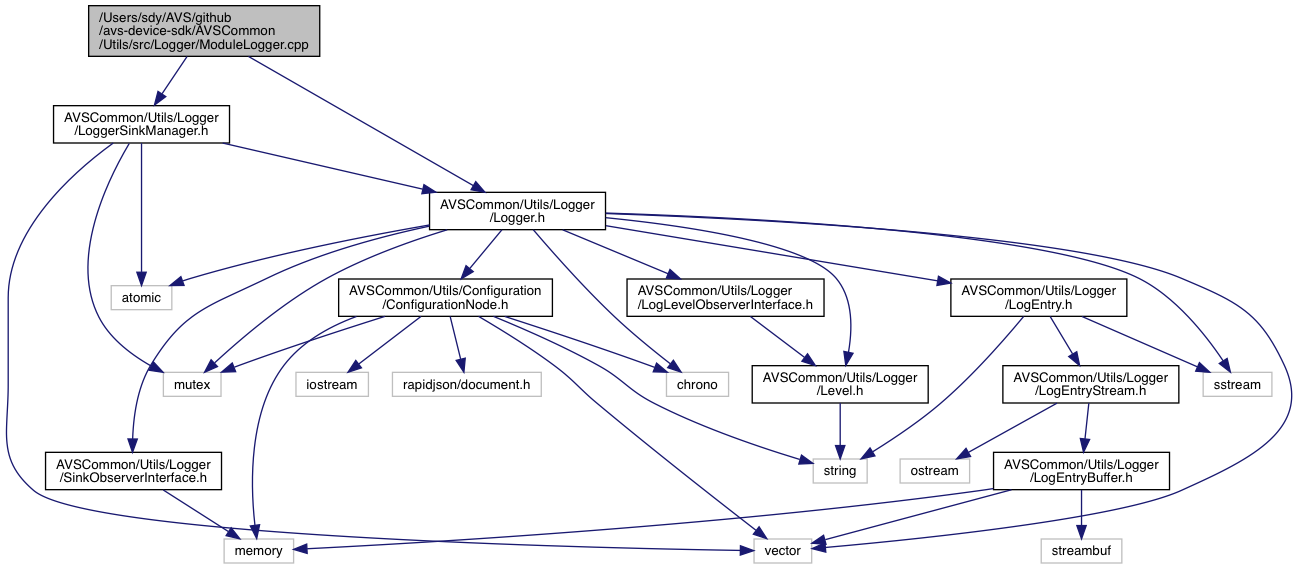 /Users/sdy/AVS/github
/avs-device-sdk/AVSCommon
/Utils/src/Logger/ModuleLogger.cpp
AVSCommon/Utils/Logger
/LoggerSinkManager.h
AVSCommon/Utils/Logger
/Logger.h
atomic
AVSCommon/Utils/Configuration
/ConfigurationNode.h
AVSCommon/Utils/Logger
/LogLevelObserverInterface.h
AVSCommon/Utils/Logger
/LogEntry.h
mutex
iostream
rapidjson/document.h
chrono
AVSCommon/Utils/Logger
/Level.h
AVSCommon/Utils/Logger
/LogEntryStream.h
sstream
AVSCommon/Utils/Logger
/SinkObserverInterface.h
string
ostream
AVSCommon/Utils/Logger
/LogEntryBuffer.h
memory
vector
streambuf